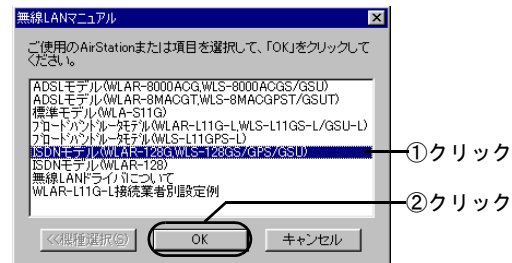 無線LANマニュアル
ご使用のAirStationまたは項目を選択して、「OK」をクリックして
ください。
ADSLモデル(WLAR-8000ACG,WLS-8000ACGS/GSU)
ADSLモデル(WLAR-8MACGT,WLS-8MACGPST/GSUT)
標準モデル(WLA-S11G)
ブロードバンドルータモデル(WLAR-L11G-L,WLS-L11GS-L/GSU-L)
ブロードバンドルータモデル(WLS-L11GPS-L)
ISDNモデル(WLAR-128G,WLS-128GS/GPS/GSU)
ISDNモデル(WLAR-128)
無線LANドライバについて
WLAR-L11G-L接続業者別設定例
①クリック
②クリック
<<機種選択(S)
OK
キャンセル